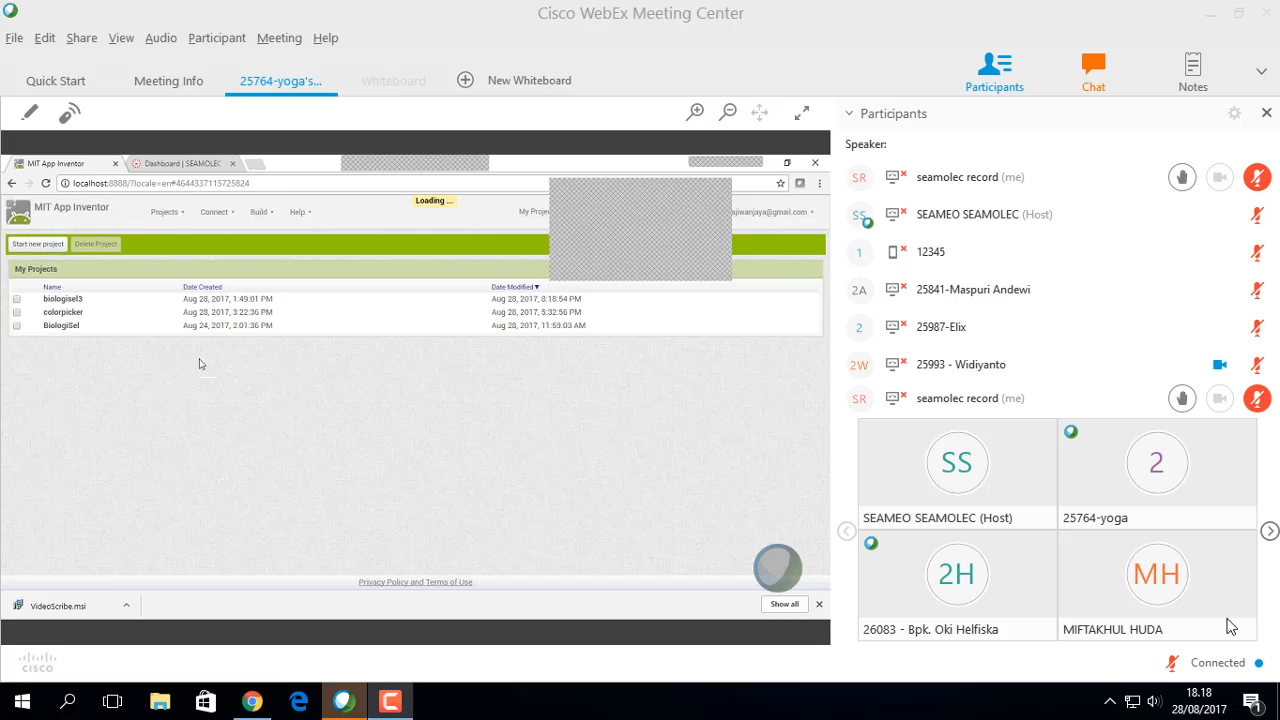 Cisco WebEx Meeting Center
File Edit Share View Audio Participant Meeting Help
Quick Start Meeting Info 25764-yoga's... Whiteboard New Whiteboard
Participants Chat Notes
Participants
Speaker:
SR seamolec record (me)
SS SEAMEO SEAMOLEC (Host)
1 12345
2A 25841-Maspuri Andewi
2 25987-Elix
2W 25993 - Widiyanto
SR seamolec record (me)
SS
SEAMEO SEAMOLEC (Host)
2
25764-yoga
2H
26083 - Bpk. Oki Helfiska
MH
MIFTAKHUL HUDA
MIT App Inventor Dashboard | SEAMOLEC
localhost:8888/?locale=en#4644337115725824
MIT App Inventor
Projects Connect Build Help
Loading ...
My Proje
ajiwanjaya@gmail.com
Start new project Delete Project
My Projects
Name Date Created Date Modified
biologisel3 Aug 28, 2017, 1:49:01 PM Aug 28, 2017, 8:18:54 PM
colorpicker Aug 28, 2017, 3:22:36 PM Aug 28, 2017, 5:32:56 PM
BiologiSel Aug 24, 2017, 2:01:36 PM Aug 28, 2017, 11:59:03 AM
Privacy Policy and Terms of Use
VideoScribe.msi
Show all
CISCO
Connected
18.18
28/08/2017
1